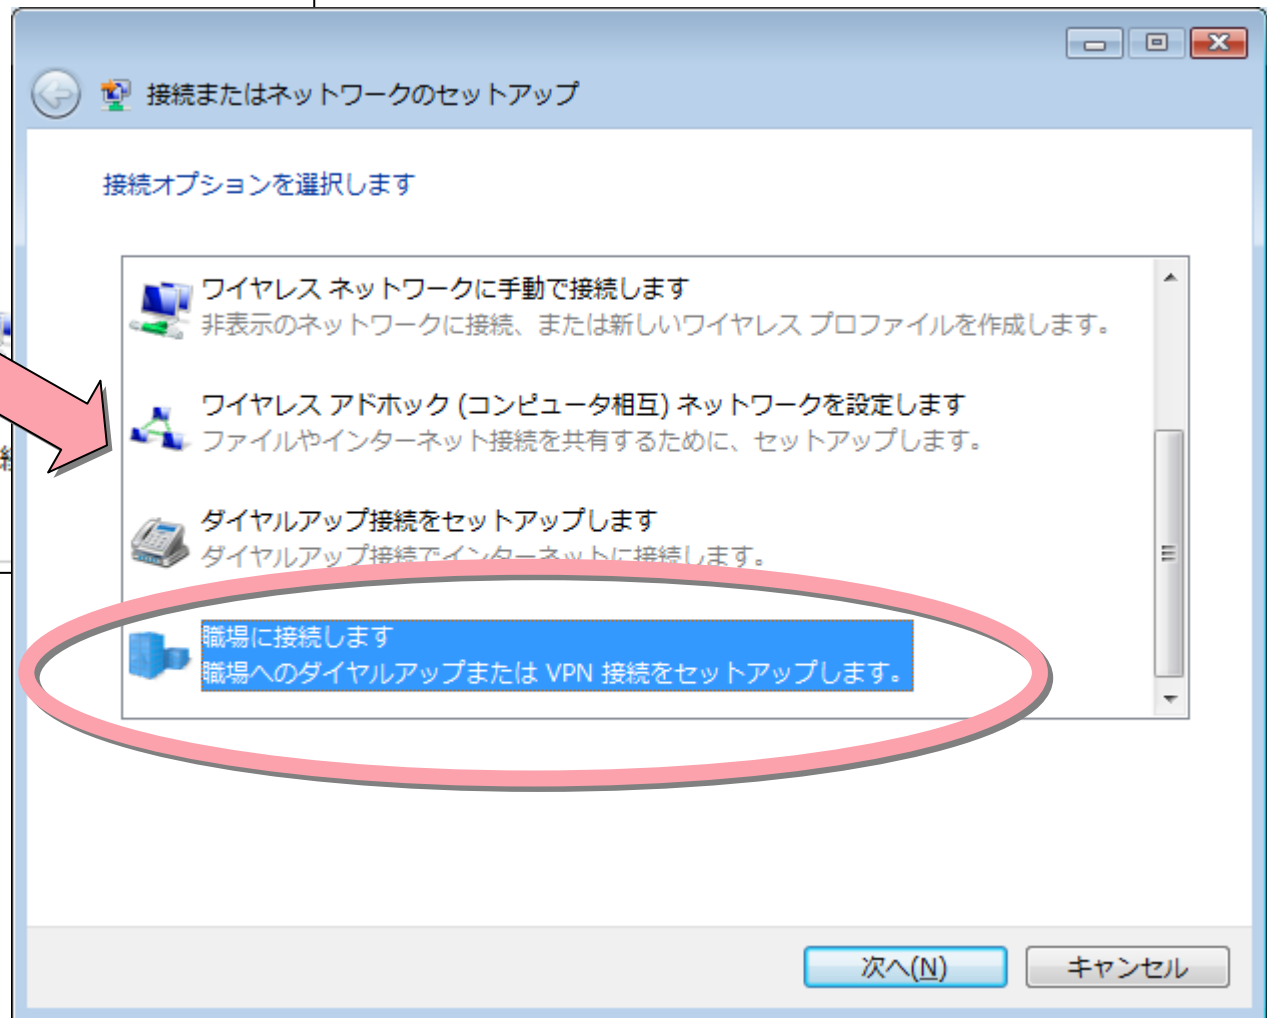 接続またはネットワークのセットアップ
接続オプションを選択します
ワイヤレス ネットワークに手動で接続します
非表示のネットワークに接続、または新しいワイヤレス プロファイルを作成します。
ワイヤレス アドホック (コンピュータ相互) ネットワークを設定します
ファイルやインターネット接続を共有するために、セットアップします。
ダイヤルアップ接続をセットアップします
ダイヤルアップ接続でインターネットに接続します。
職場に接続します
職場へのダイヤルアップまたは VPN 接続をセットアップします。
次へ(N)
キャンセル